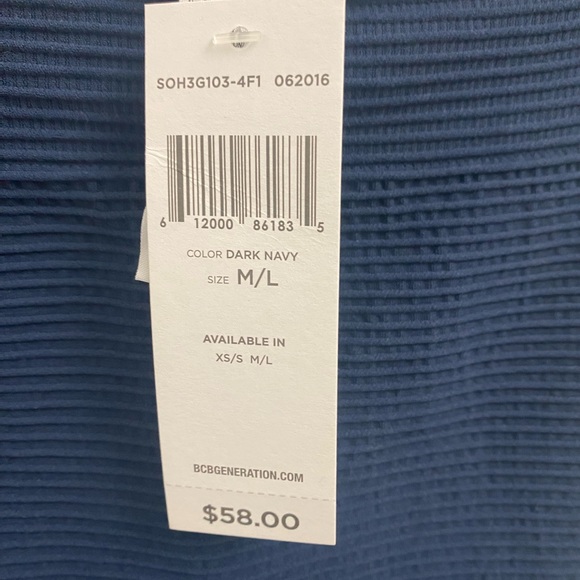 SOH3G103-4F1 062016
6 12000 86183 5
COLOR DARK NAVY
SIZE M/L
AVAILABLE IN
XS/S M/L
BCBGENERATION.COM
$58.00